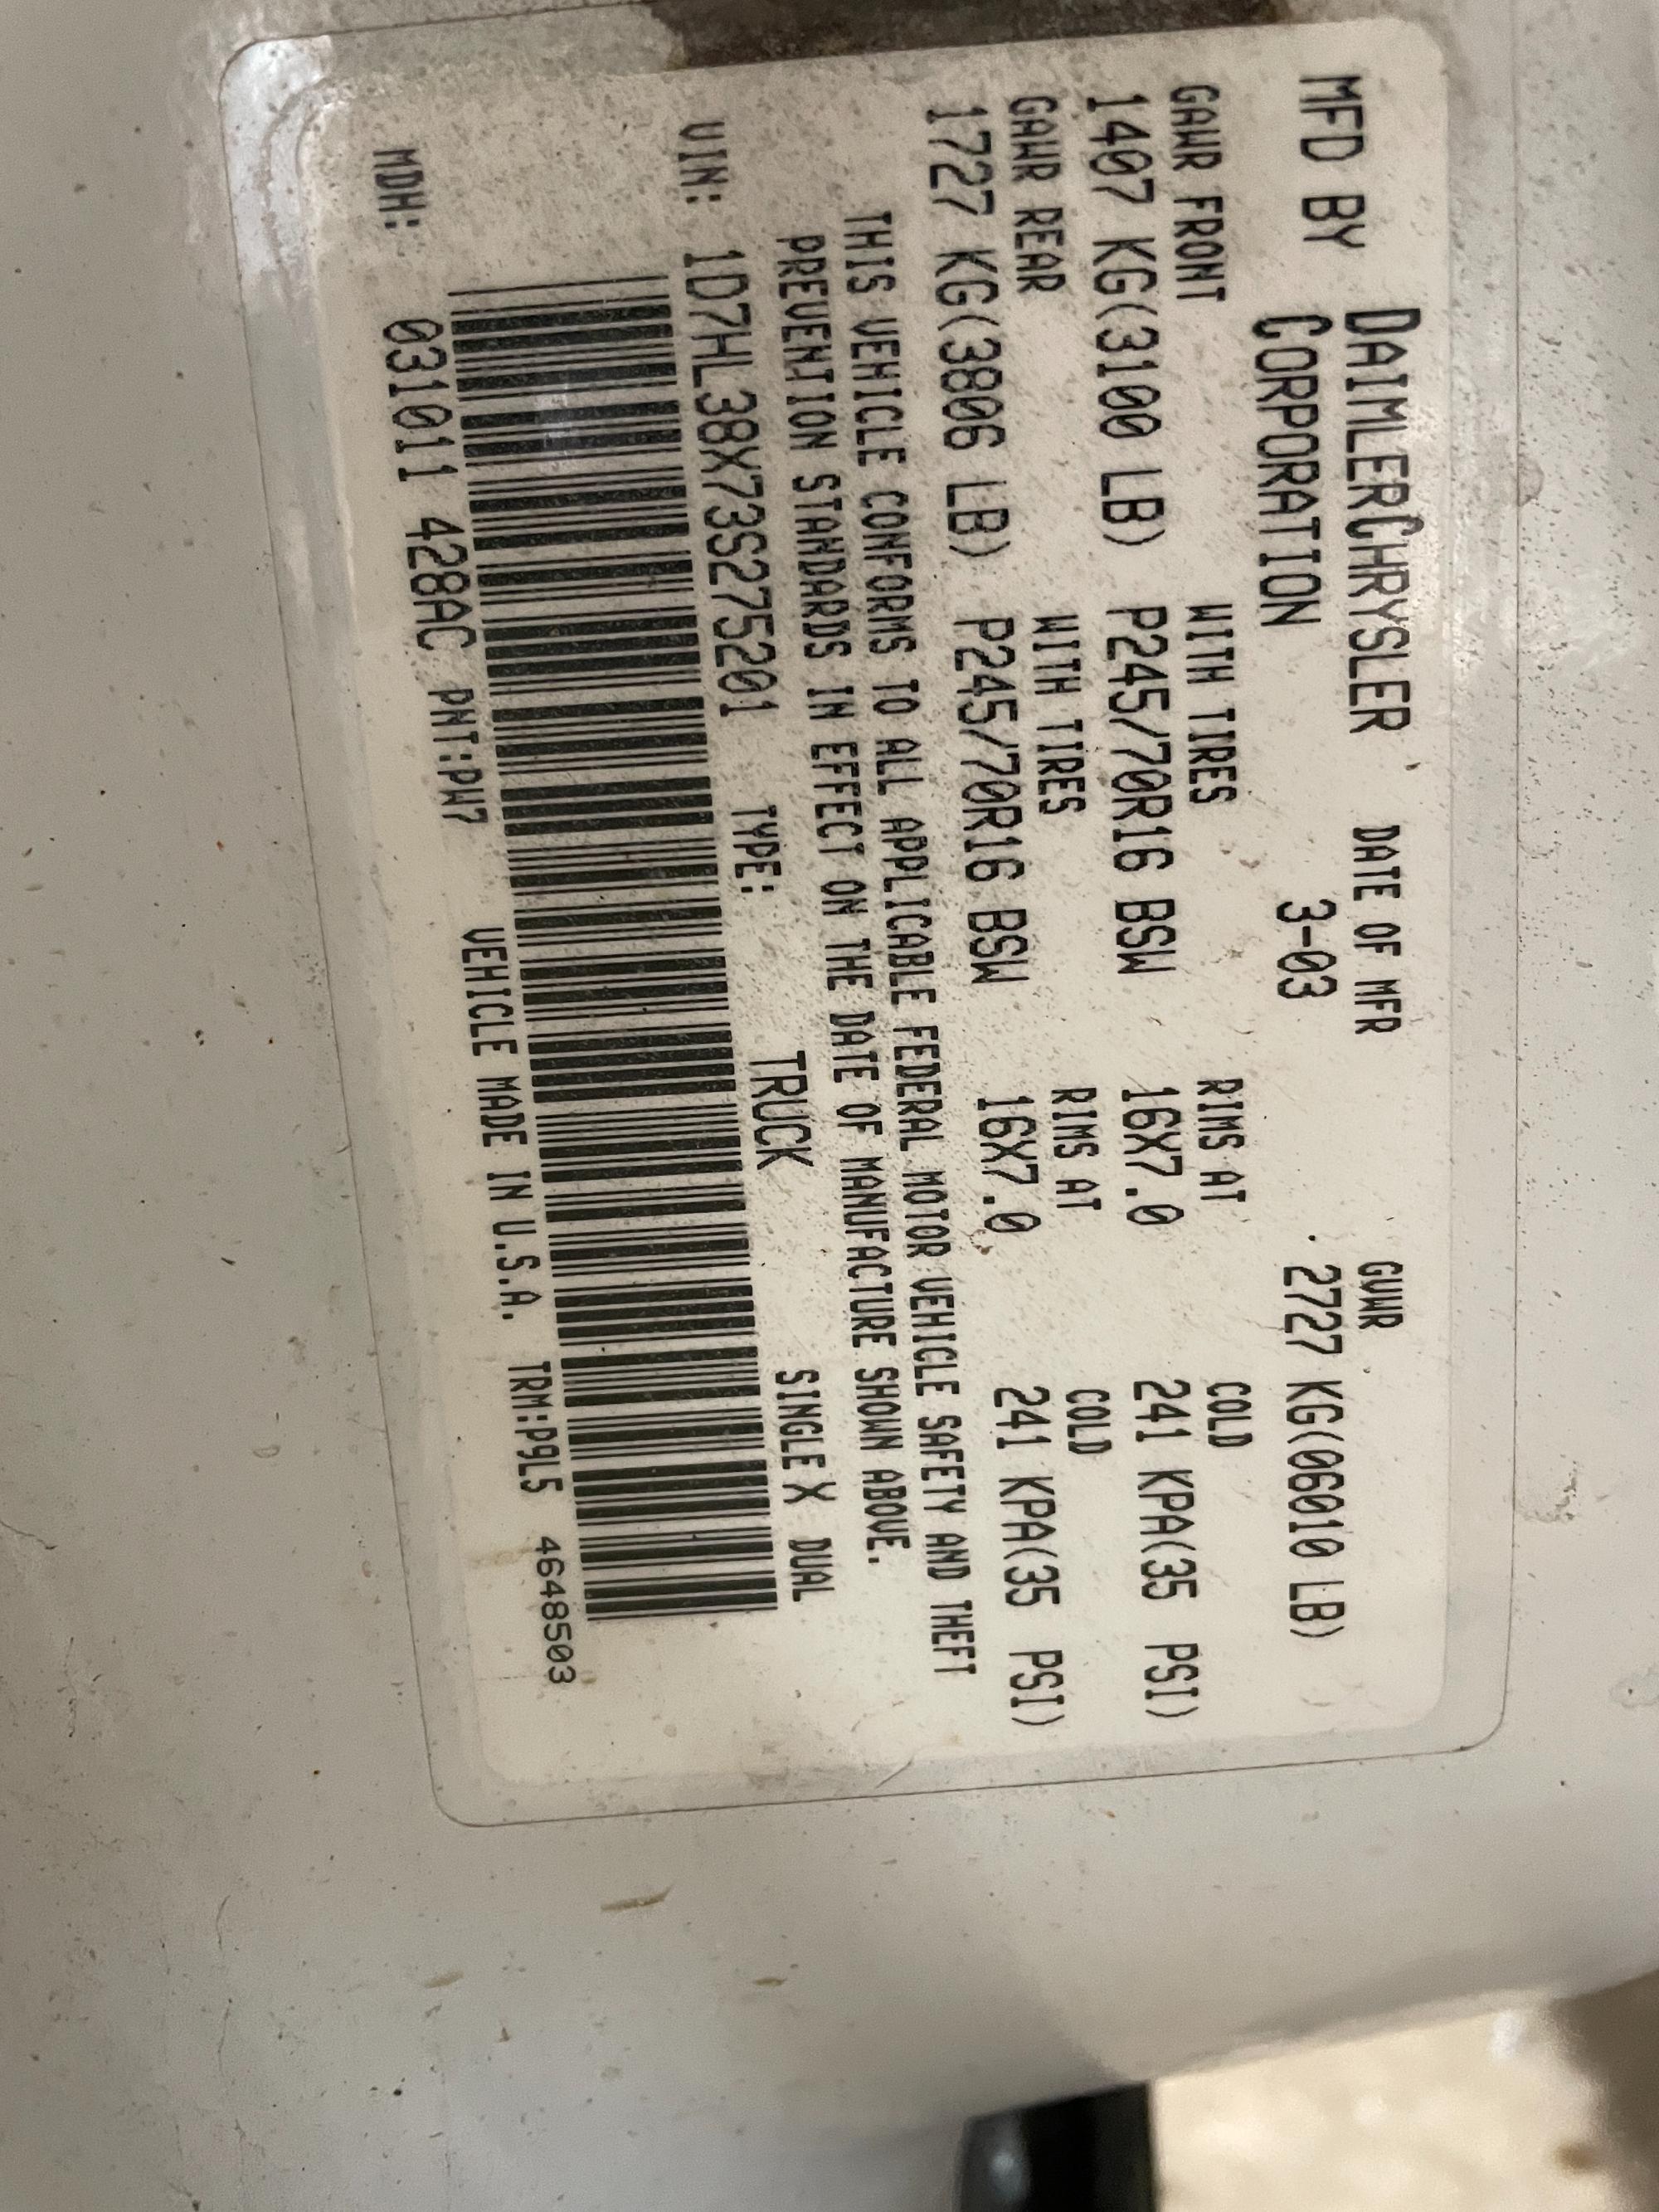 MFD BY DAIMLERCHRYSLER DATE OF MFR GVWR
CORPORATION 3-03 2727 KG(06010 LB)
GAWR FRONT WITH TIRES RIMS AT COLD
1407 KG(3100 LB) P245/70R16 BSW 16X7.0 241 KPA(35 PSI)
GAWR REAR WITH TIRES RIMS AT COLD
1727 KG(3806 LB) P245/70R16 BSW 16X7.0 241 KPA(35 PSI)
THIS VEHICLE CONFORMS TO ALL APPLICABLE FEDERAL MOTOR VEHICLE SAFETY AND THEFT
PREVENTION STANDARDS IN EFFECT ON THE DATE OF MANUFACTURE SHOWN ABOVE.
VIN: 1D7HL38X73S275201 TYPE: TRUCK SINGLE X DUAL
MDH: 031011 428AC PNT:PW7 VEHICLE MADE IN U.S.A. TRM:P9L5 4648503